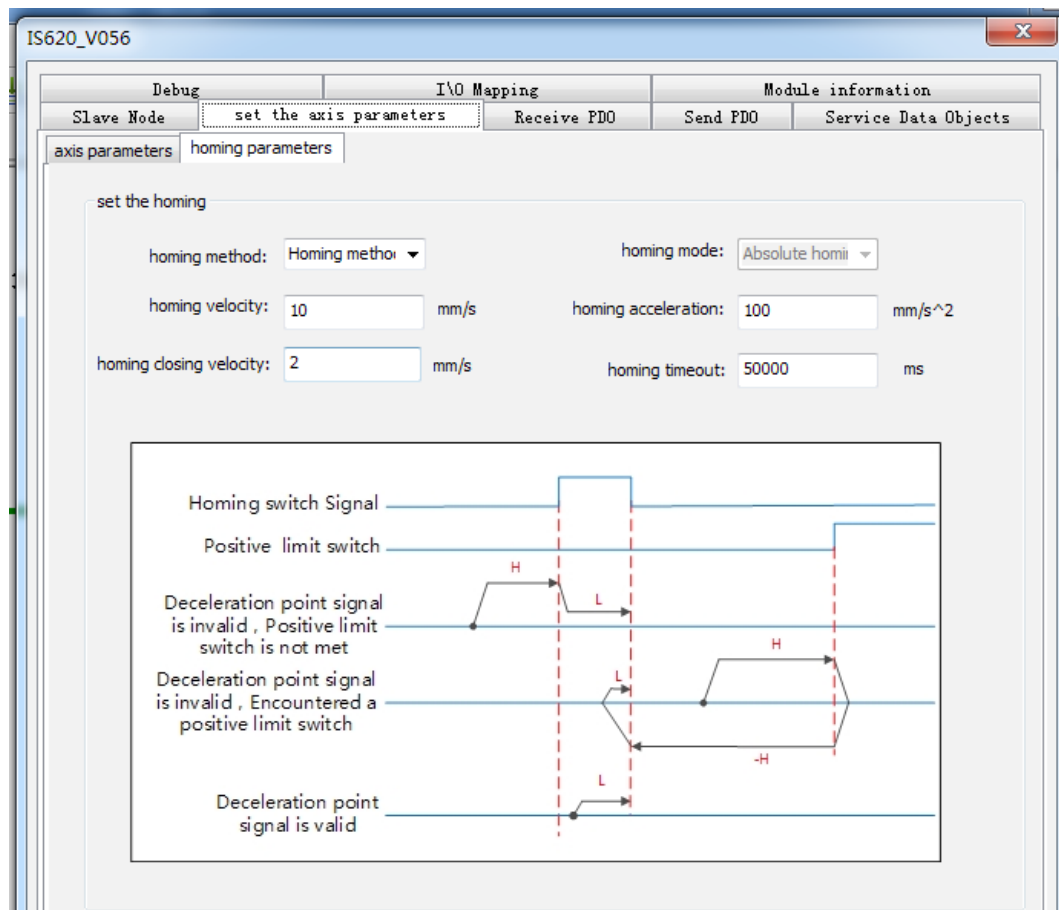 IS620_V056
Debug
I\O Mapping
Module information
Slave Node
set the axis parameters
Receive PDO
Send PDO
Service Data Objects
axis parameters
homing parameters
set the homing
homing method:
Homing metho
homing mode:
Absolute homi
homing velocity:
10
mm/s
homing acceleration:
100
mm/s^2
homing closing velocity:
2
mm/s
homing timeout:
50000
ms
Homing switch Signal
Positive limit switch
H
Deceleration point signal
is invalid , Positive limit
switch is not met
L
H
Deceleration point signal
is invalid , Encountered a
positive limit switch
L
-H
L
Deceleration point
signal is valid